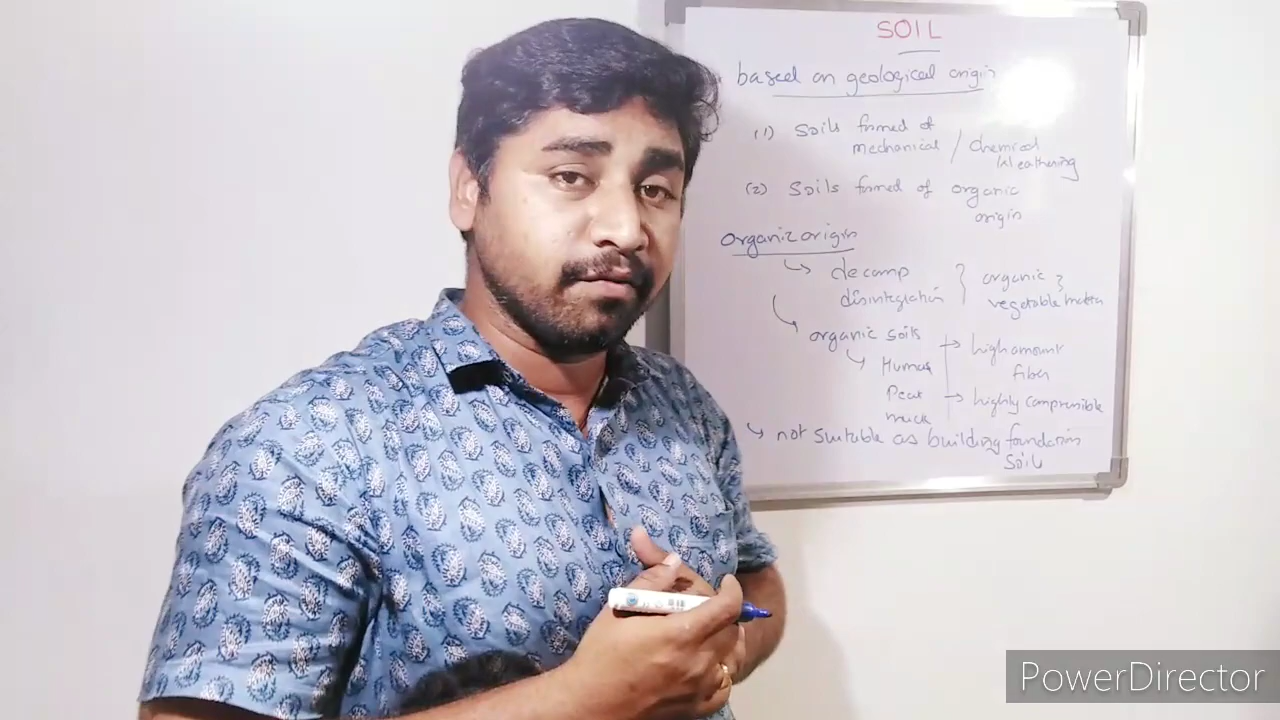 SOIL
based on geological origin
(1) Soils formed of
mechanical / Chemical
Weathering
(2) Soils formed of organic
origin
organic origin
↳ decomp
disintegration } organic }
vegetable matter
↳ organic soils → high amount
fiber
↳ Humus
Peat → highly compressible
muck
↳ not suitable as building foundation
Soil
PowerDirector